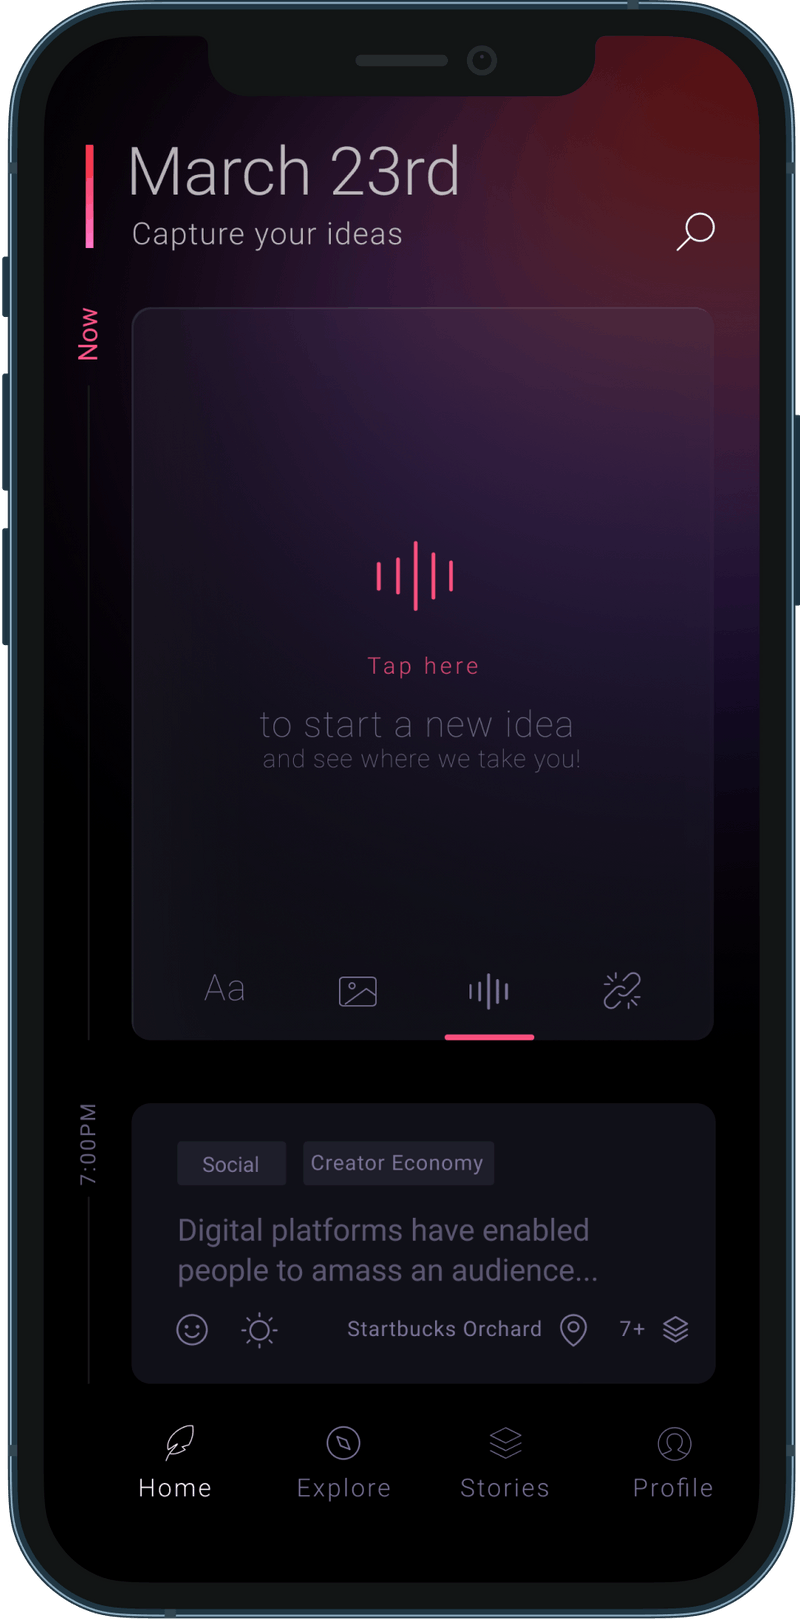 March 23rd
Capture your ideas
Now
Tap here
to start a new idea
and see where we take you!
Aa
7:00PM
Social
Creator Economy
Digital platforms have enabled
people to amass an audience...
Startbucks Orchard
7+
Home
Explore
Stories
Profile